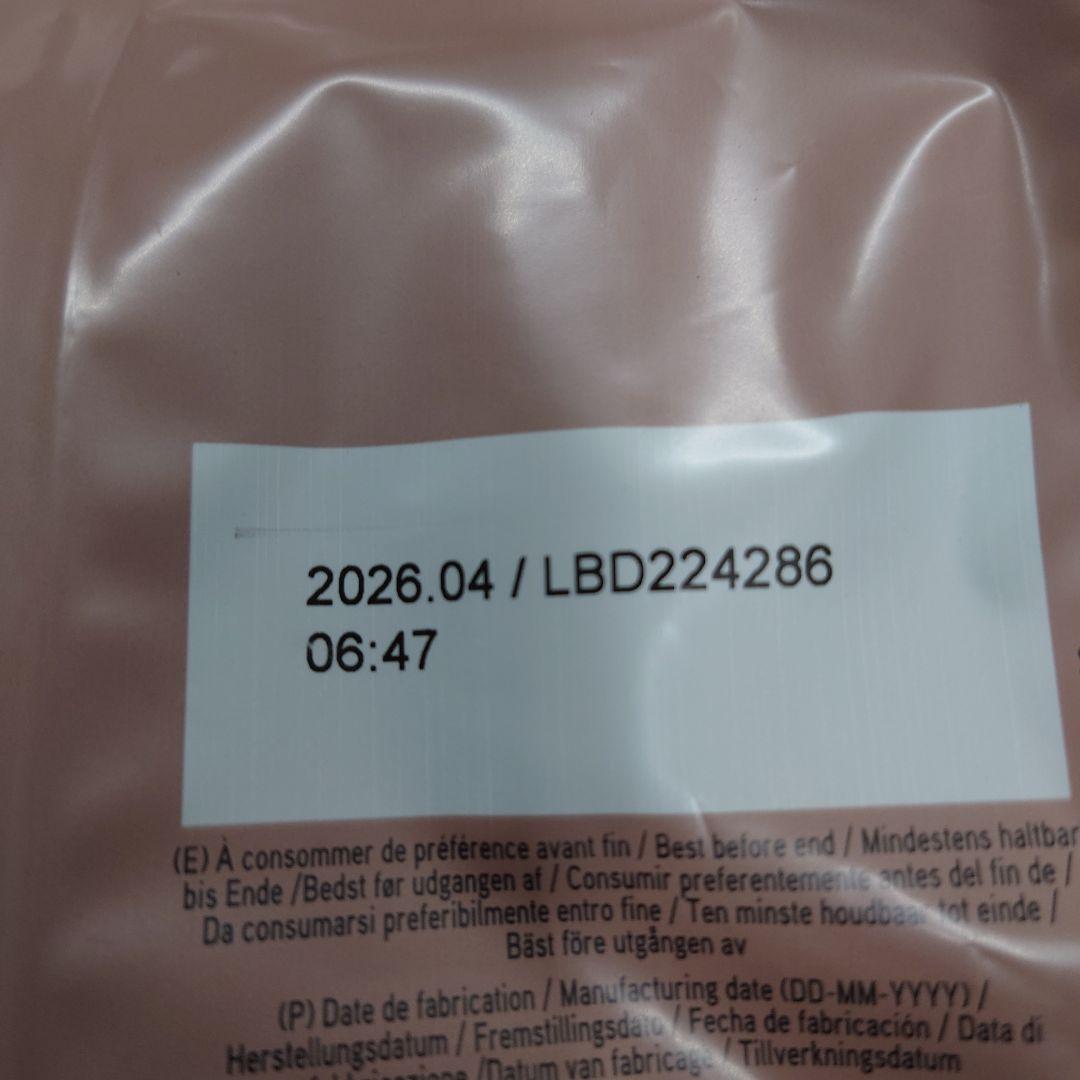 2026.04 / LBD224286
06:47
(E) À consommer de préférence avant fin / Best before end / Mindestens haltbar
bis Ende /Bedst før udgangen af / Consumir preferentemente antes del fin de /
Da consumarsi preferibilmente entro fine / Ten minste houdbaar tot einde /
Bäst före utgången av
(P) Date de fabrication / Manufacturing date (DD-MM-YYYY) /
Herstellungsdatum / Fremstillingsdato / Fecha de fabricación / Data di
/Datum van fabricage / Tillverkningsdatum